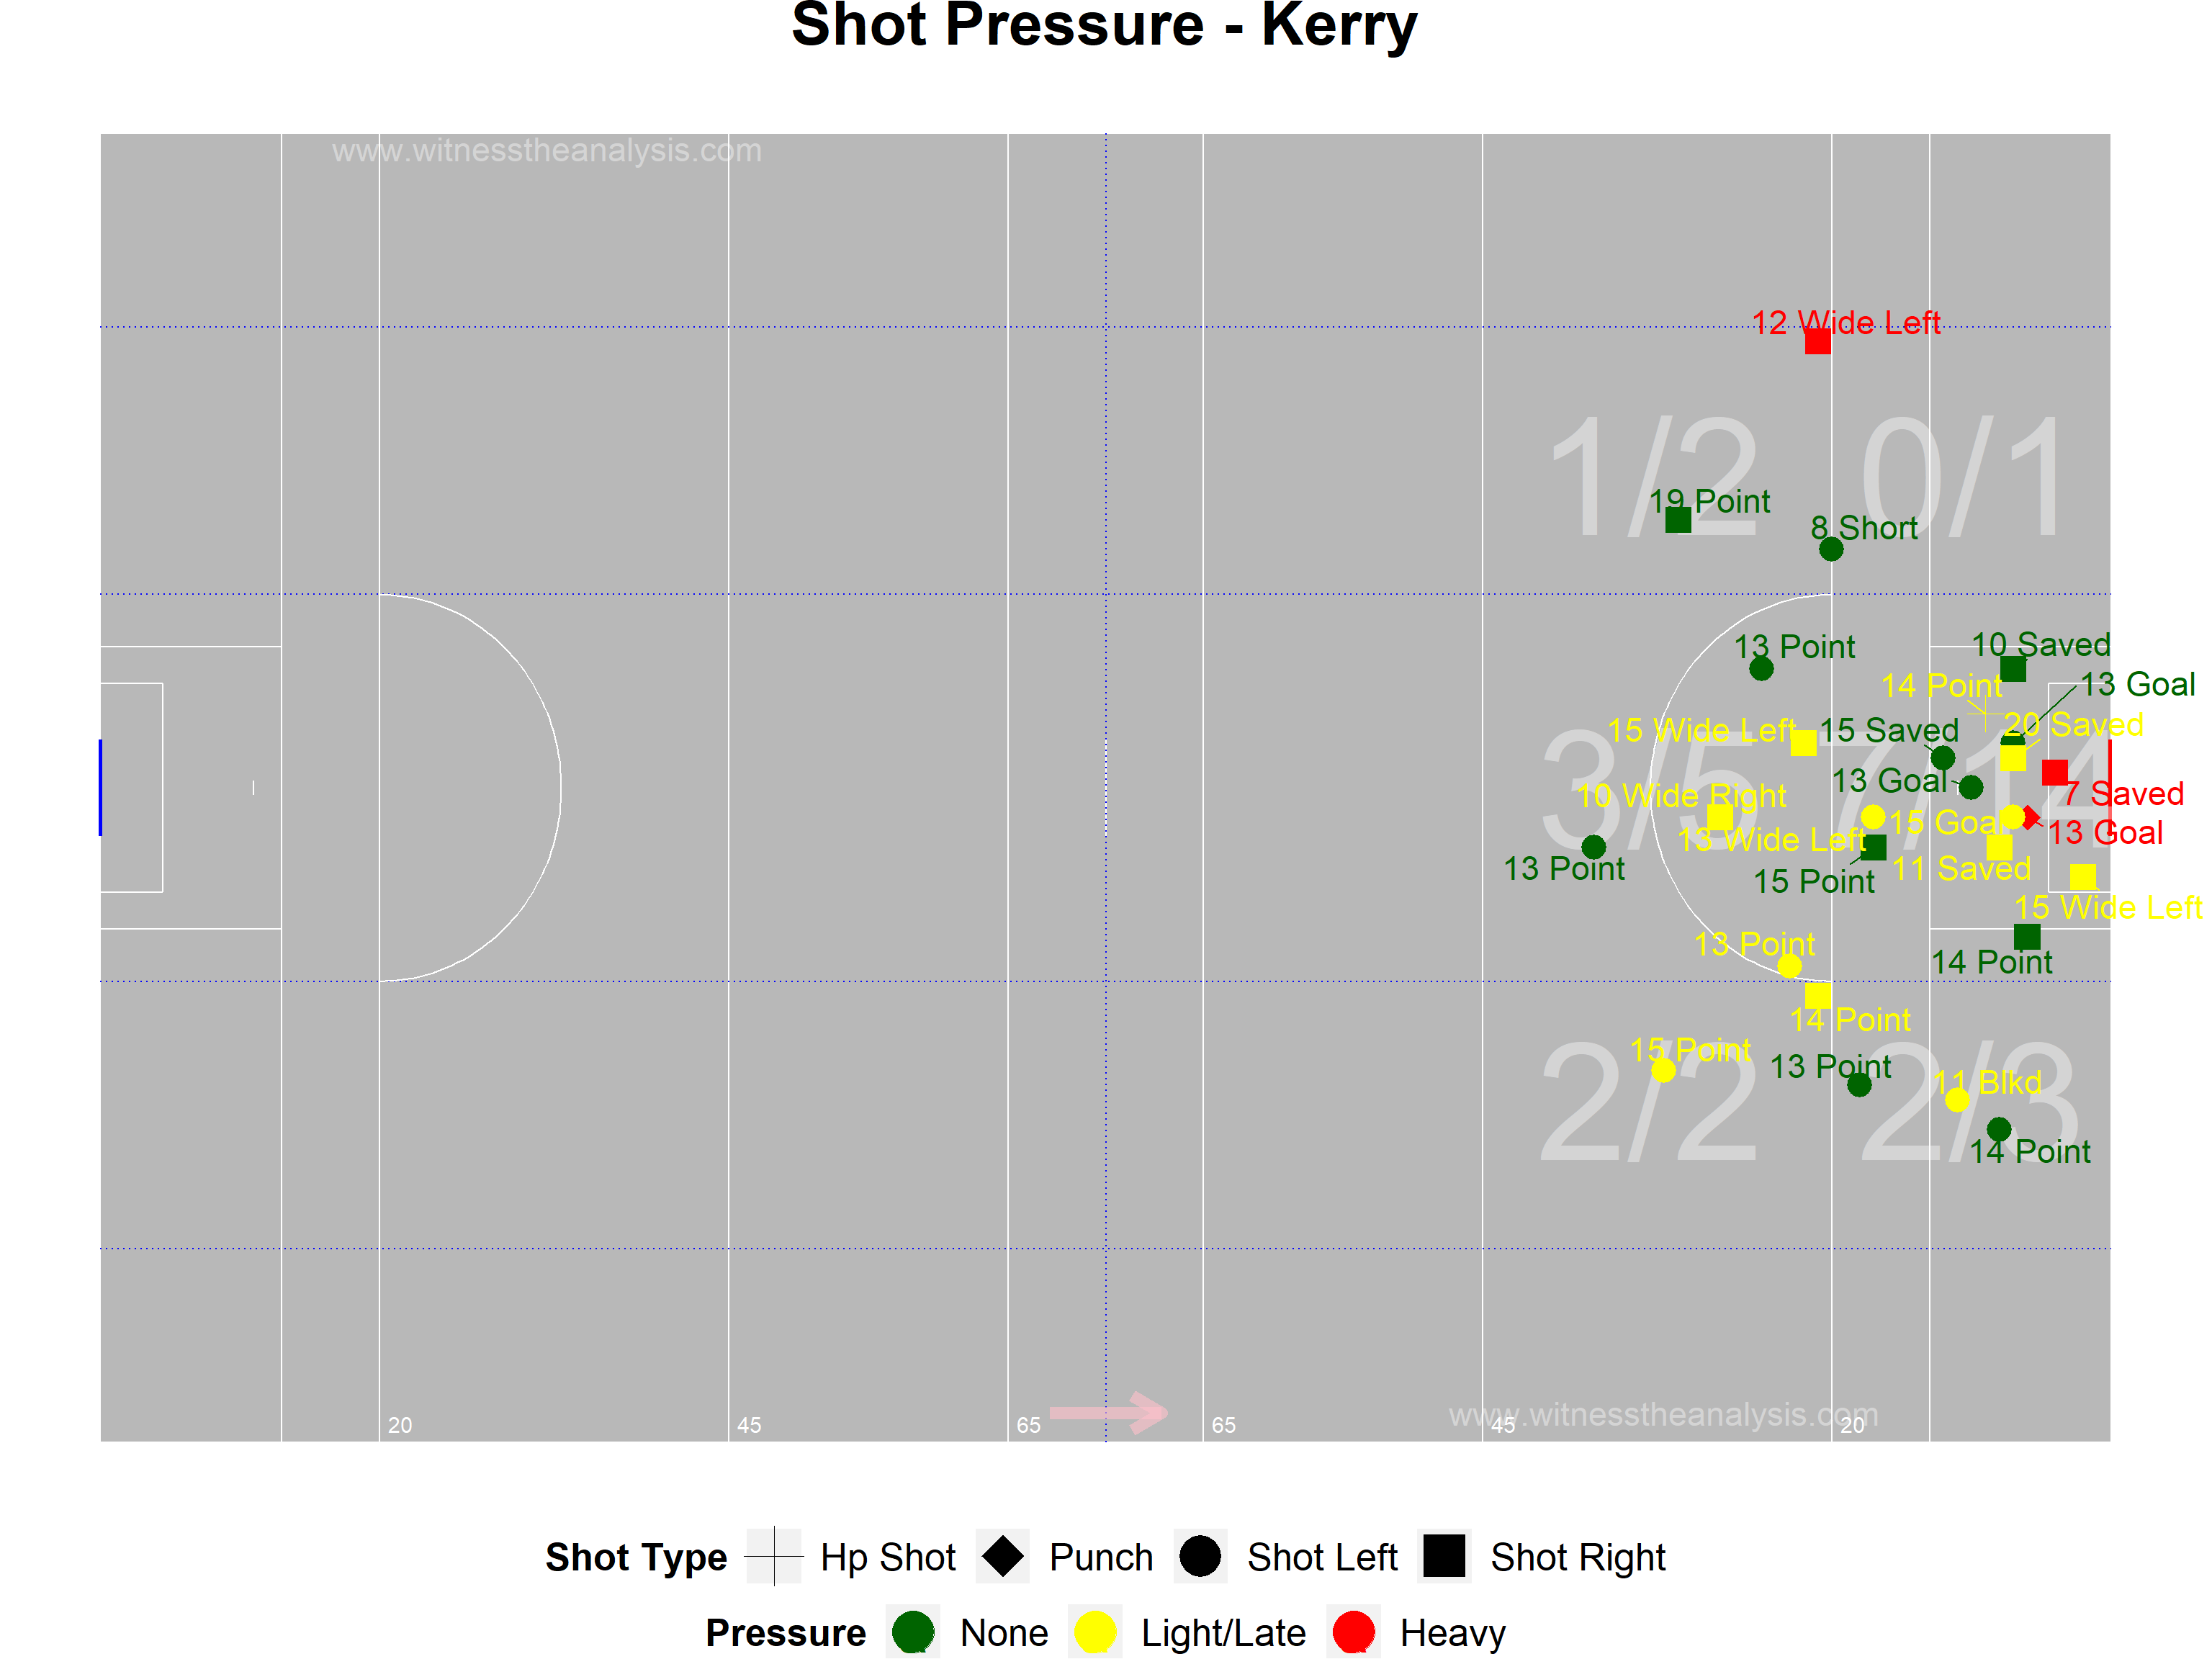 Shot Pressure - Kerry
www.witnesstheanalysis.com
12 Wide Left
1/2
0/1
19 Point
8 Short
13 Point
10 Saved
14 Point
13 Goal
20 Saved
15 Wide Left
15 Saved
3/5
7/14
13 Goal
10 Wide Right
7 Saved
15 Goal
13 Goal
13 Wide Left
13 Point
11 Saved
15 Point
15 Wide Left
13 Point
14 Point
14 Point
15 Point
13 Point
2/2
2/3
11 Blkd
14 Point
www.witnesstheanalysis.com
20
45
65
65
45
20
Shot Type Hp Shot Punch Shot Left Shot Right
Pressure None Light/Late Heavy